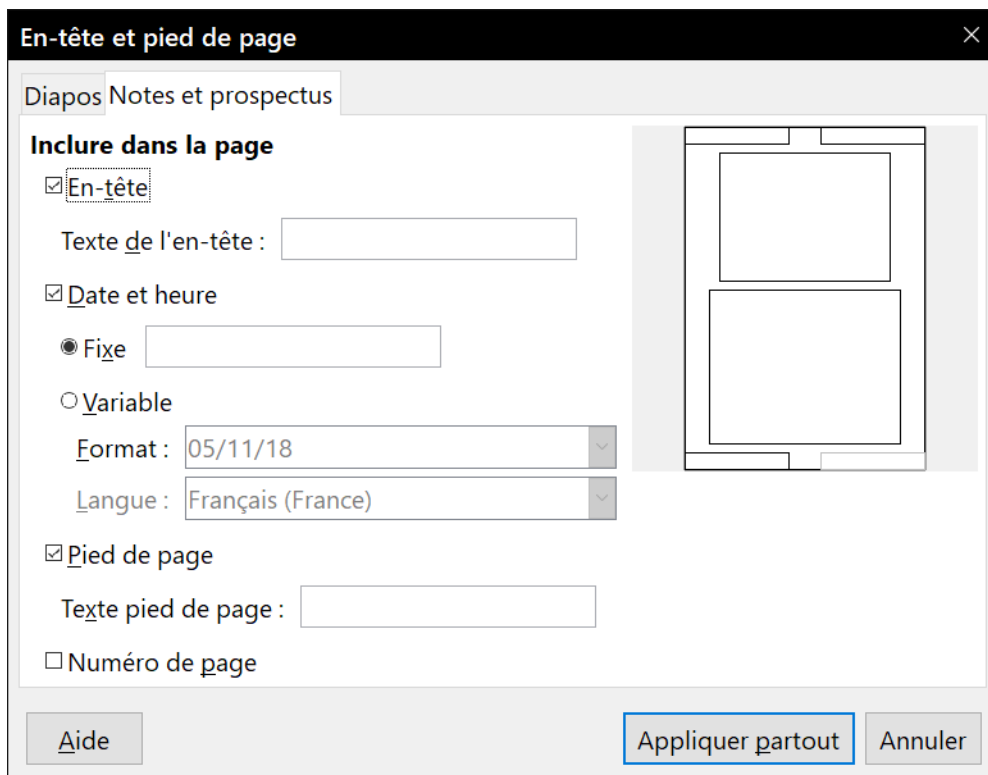 En-tête et pied de page
Diapos Notes et prospectus
Inclure dans la page
En-tête
Texte de l'en-tête :
Date et heure
Fixe
Variable
Format : 05/11/18
Langue : Français (France)
Pied de page
Texte pied de page :
Numéro de page
Aide Appliquer partout Annuler